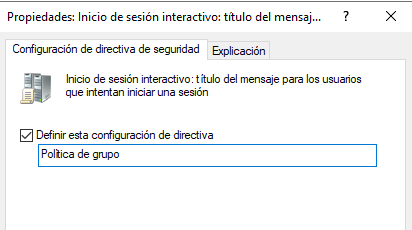 Propiedades: Inicio de sesión interactivo: título del mensaj... ? ×
Configuración de directiva de seguridad Explicación
Inicio de sesión interactivo: título del mensaje para los usuarios
que intentan iniciar una sesión
Definir esta configuración de directiva
Política de grupo